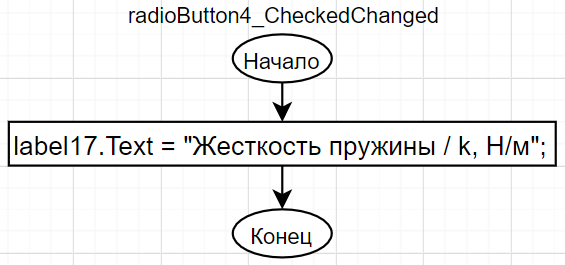 radioButton4_CheckedChanged
Начало
label17.Text = "Жесткость пружины / k, Н/м";
Конец